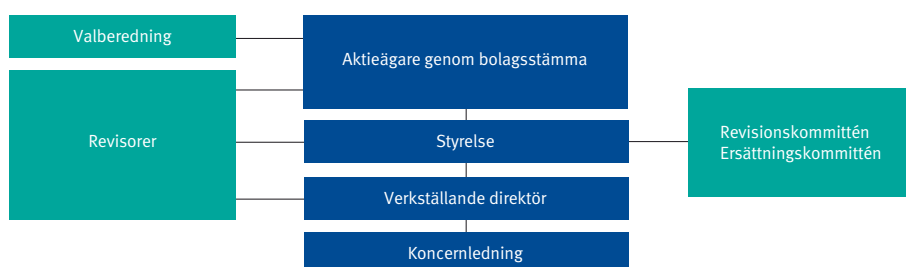 Valberedning
Aktieägare genom bolagsstämma
Revisorer
Styrelse
Revisionskommittén
Ersättningskommittén
Verkställande direktör
Koncernledning